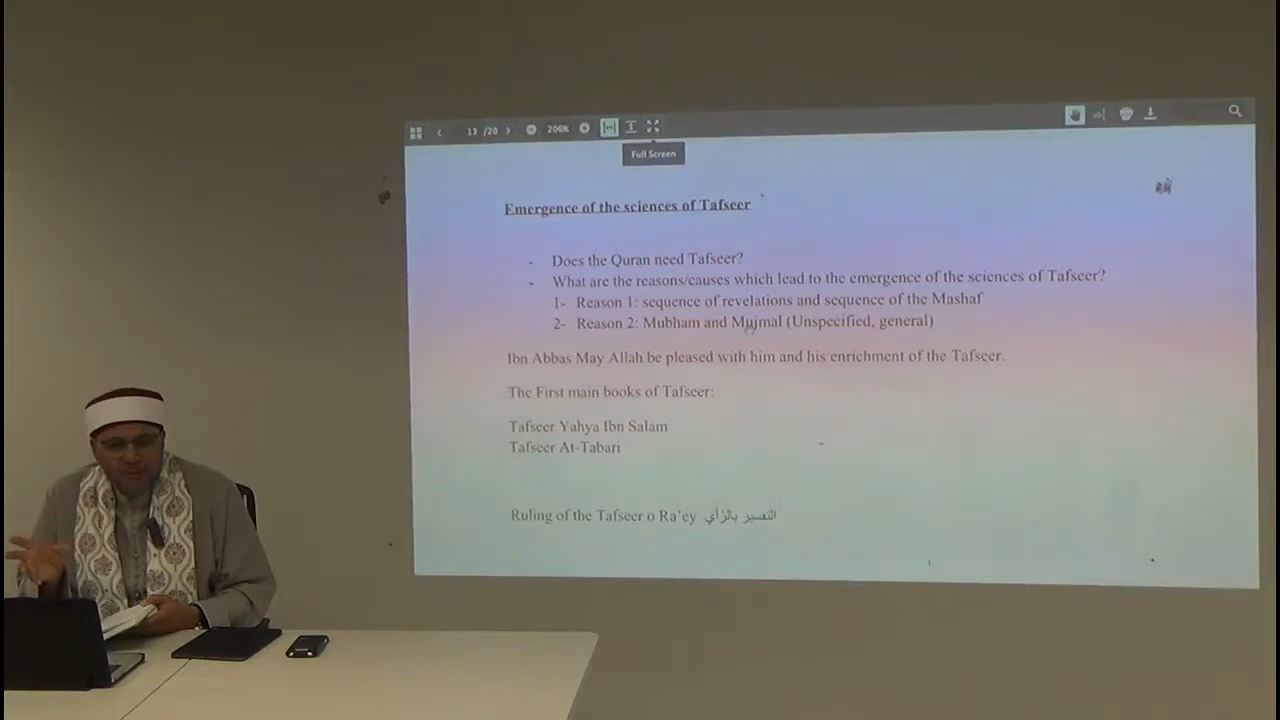 13 /20
206%
Full Screen
Emergence of the sciences of Tafseer
- Does the Quran need Tafseer?
- What are the reasons/causes which lead to the emergence of the sciences of Tafseer?
1- Reason 1: sequence of revelations and sequence of the Mashaf
2- Reason 2: Mubham and Mujmal (Unspecified, general)
Ibn Abbas May Allah be pleased with him and his enrichment of the Tafseer.
The First main books of Tafseer:
Tafseer Yahya Ibn Salam
Tafseer At-Tabari
Ruling of the Tafseer o Ra'ey التفسير بالرّأي